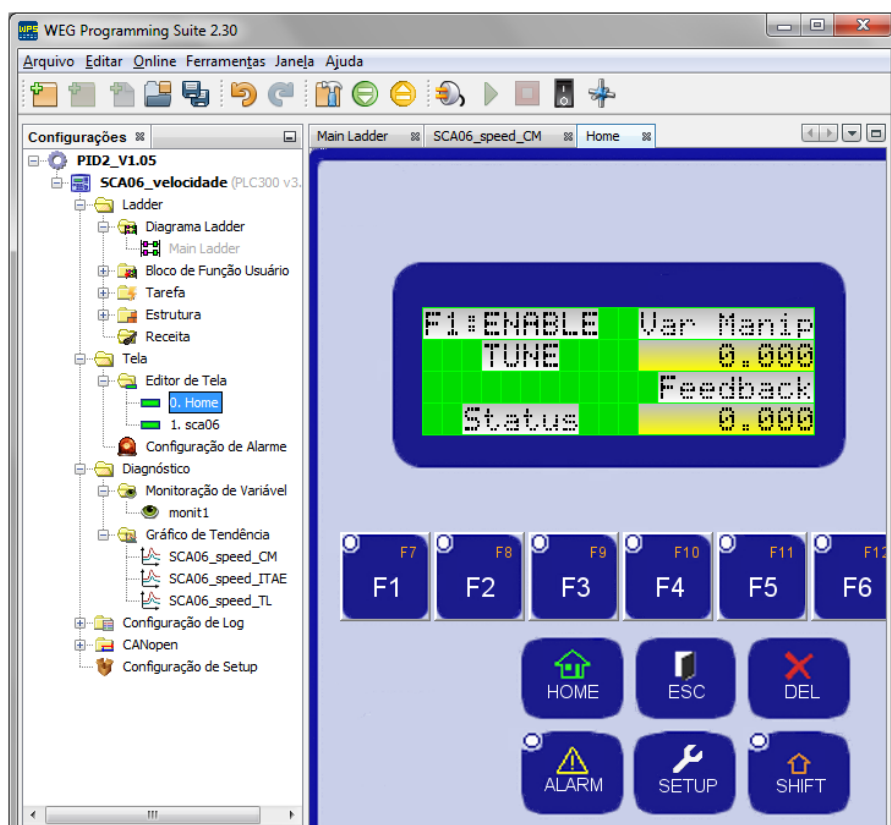 WPS WEG Programming Suite 2.30
Arquivo Editar Online Ferramentas Janela Ajuda
Configurações
Main Ladder SCA06_speed_CM Home
PID2_V1.05
SCA06_velocidade (PLC300 v3.
Ladder
Diagrama Ladder
Main Ladder
Bloco de Função Usuário
Tarefa
Estrutura
Receita
Tela
Editor de Tela
0. Home
1. sca06
Configuração de Alarme
Diagnóstico
Monitoração de Variável
monit1
Gráfico de Tendência
SCA06_speed_CM
SCA06_speed_ITAE
SCA06_speed_TL
Configuração de Log
CANopen
Configuração de Setup
F1:ENABLE Var Manip
TUNE 0.000
Feedback
Status 0.000
F7 F8 F9 F10 F11 F12
F1 F2 F3 F4 F5 F6
HOME ESC DEL
ALARM SETUP SHIFT